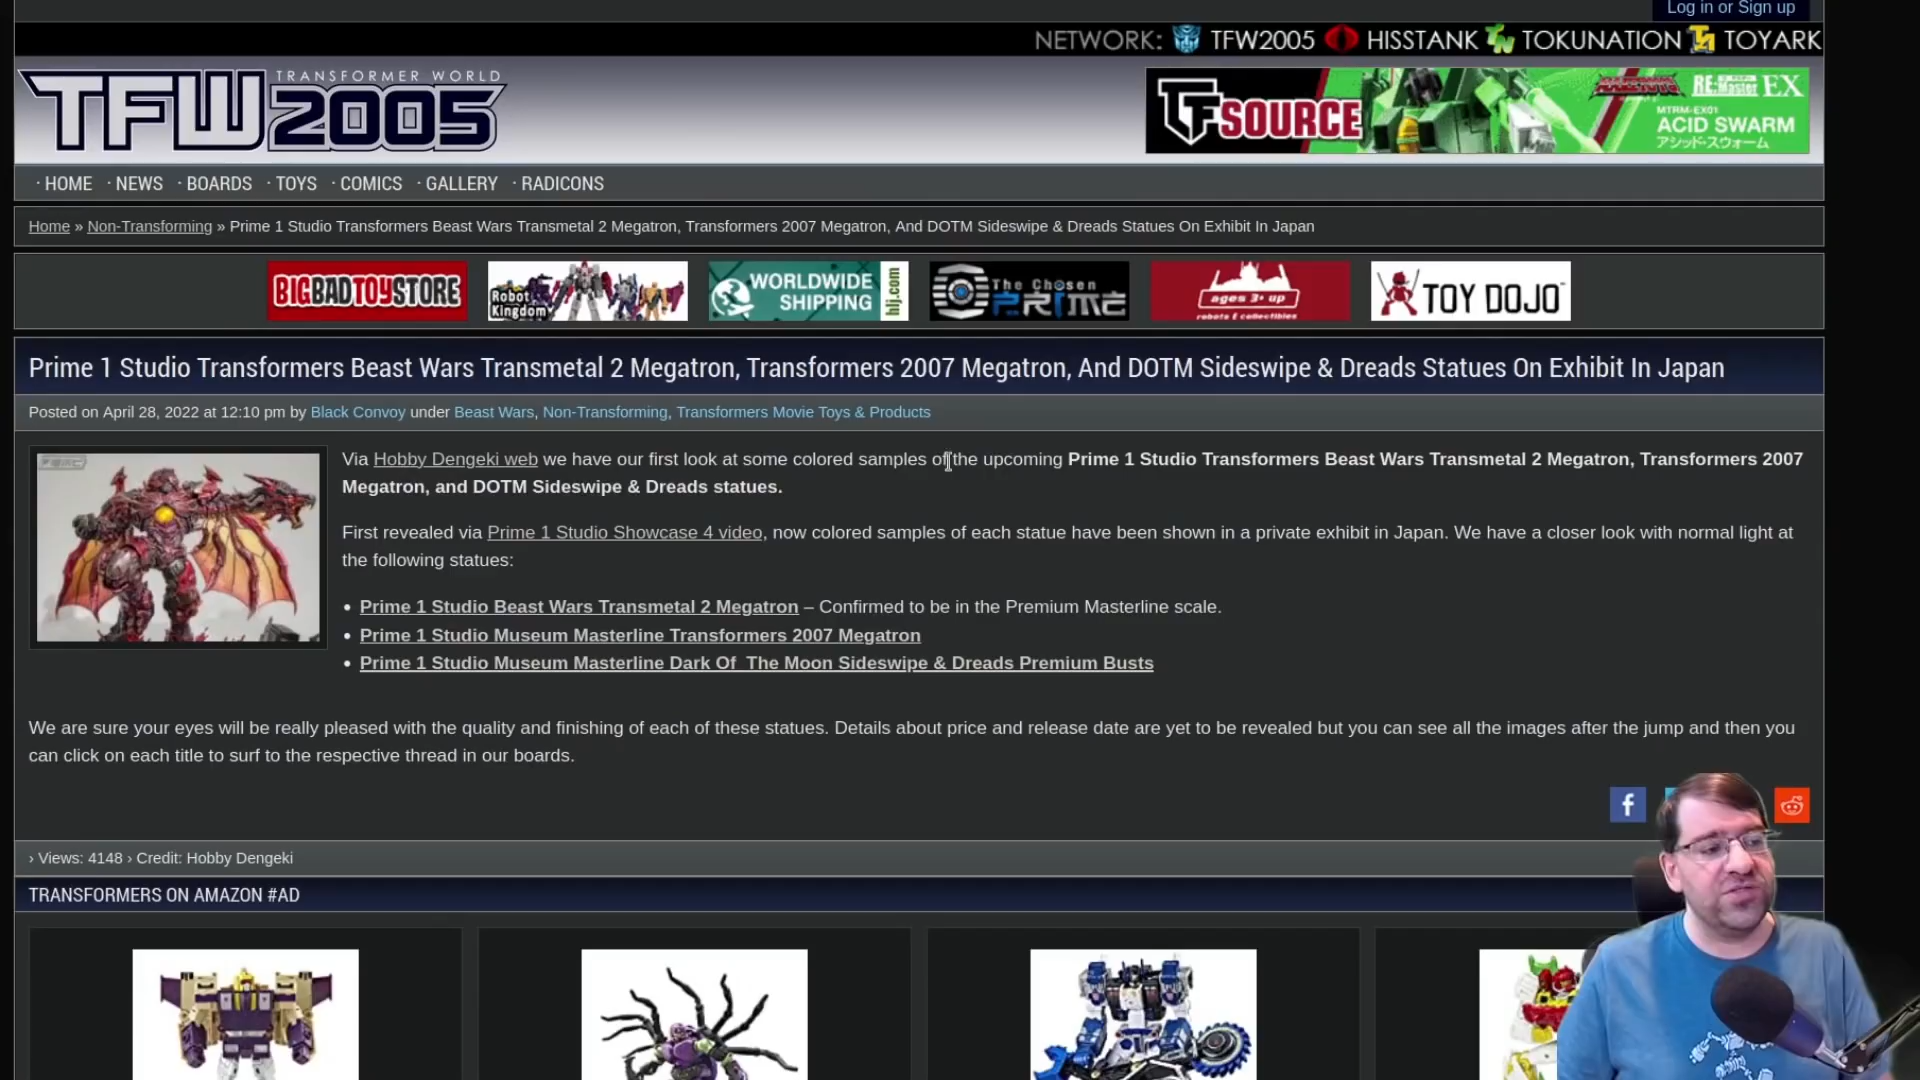 Log in or Sign up
NETWORK: TFW2005 HISSTANK TOKUNATION TOYARK
TRANSFORMER WORLD
TFW2005
TFSOURCE
RE:Master EX
MTRM-EX01
ACID SWARM
アシッド・スウォーム
· HOME · NEWS · BOARDS · TOYS · COMICS · GALLERY · RADICONS
Home » Non-Transforming » Prime 1 Studio Transformers Beast Wars Transmetal 2 Megatron, Transformers 2007 Megatron, And DOTM Sideswipe & Dreads Statues On Exhibit In Japan
BIGBADTOYSTORE
Robot Kingdom
WORLDWIDE SHIPPING hlj.com
The Chosen PRIME
ages 3+ up
robots & collectibles
TOY DOJO
Prime 1 Studio Transformers Beast Wars Transmetal 2 Megatron, Transformers 2007 Megatron, And DOTM Sideswipe & Dreads Statues On Exhibit In Japan
Posted on April 28, 2022 at 12:10 pm by Black Convoy under Beast Wars, Non-Transforming, Transformers Movie Toys & Products
Via Hobby Dengeki web we have our first look at some colored samples of the upcoming Prime 1 Studio Transformers Beast Wars Transmetal 2 Megatron, Transformers 2007
Megatron, and DOTM Sideswipe & Dreads statues.
First revealed via Prime 1 Studio Showcase 4 video, now colored samples of each statue have been shown in a private exhibit in Japan. We have a closer look with normal light at
the following statues:
• Prime 1 Studio Beast Wars Transmetal 2 Megatron – Confirmed to be in the Premium Masterline scale.
• Prime 1 Studio Museum Masterline Transformers 2007 Megatron
• Prime 1 Studio Museum Masterline Dark Of The Moon Sideswipe & Dreads Premium Busts
We are sure your eyes will be really pleased with the quality and finishing of each of these statues. Details about price and release date are yet to be revealed but you can see all the images after the jump and then you
can click on each title to surf to the respective thread in our boards.
› Views: 4148 › Credit: Hobby Dengeki
TRANSFORMERS ON AMAZON #AD